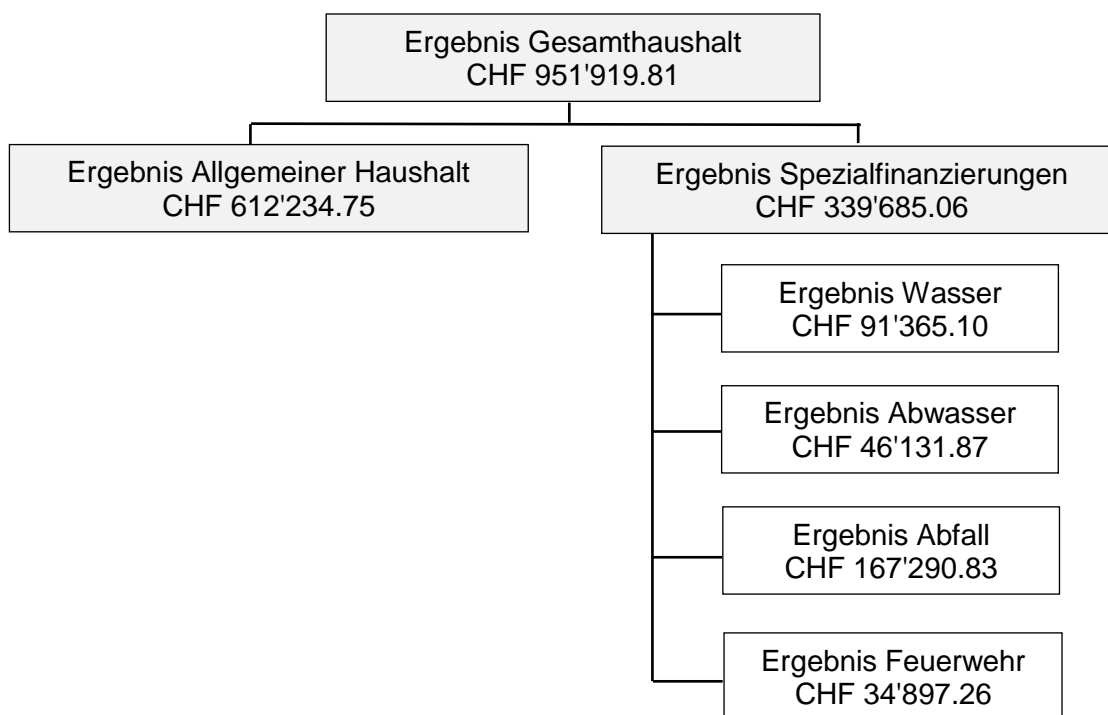 Ergebnis Gesamthaushalt
CHF 951'919.81
Ergebnis Allgemeiner Haushalt
CHF 612'234.75
Ergebnis Spezialfinanzierungen
CHF 339'685.06
Ergebnis Wasser
CHF 91'365.10
Ergebnis Abwasser
CHF 46'131.87
Ergebnis Abfall
CHF 167'290.83
Ergebnis Feuerwehr
CHF 34'897.26